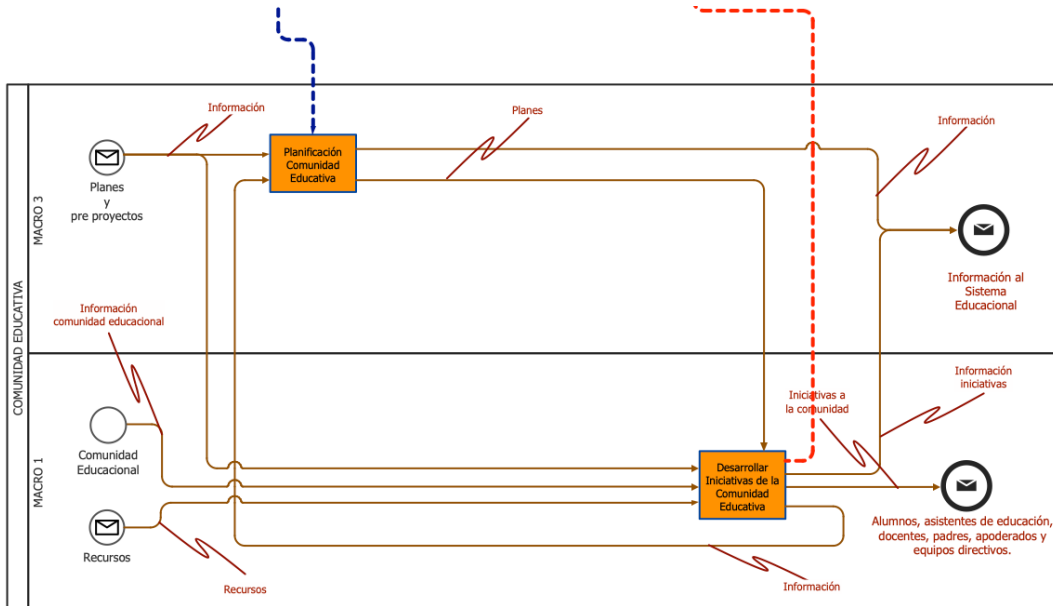 COMUNIDAD EDUCATIVA
MACRO 3
Información
Planes
Información
Planificación
Comunidad
Educativa
Planes
y
pre proyectos
Información al
Sistema
Educacional
Información
comunidad educacional
MACRO 1
Información
iniciativas
Iniciativas a
la comunidad
Comunidad
Educacional
Desarrollar
Iniciativas de la
Comunidad
Educativa
Alumnos, asistentes de educación,
docentes, padres, apoderados y
equipos directivos.
Recursos
Recursos
Información